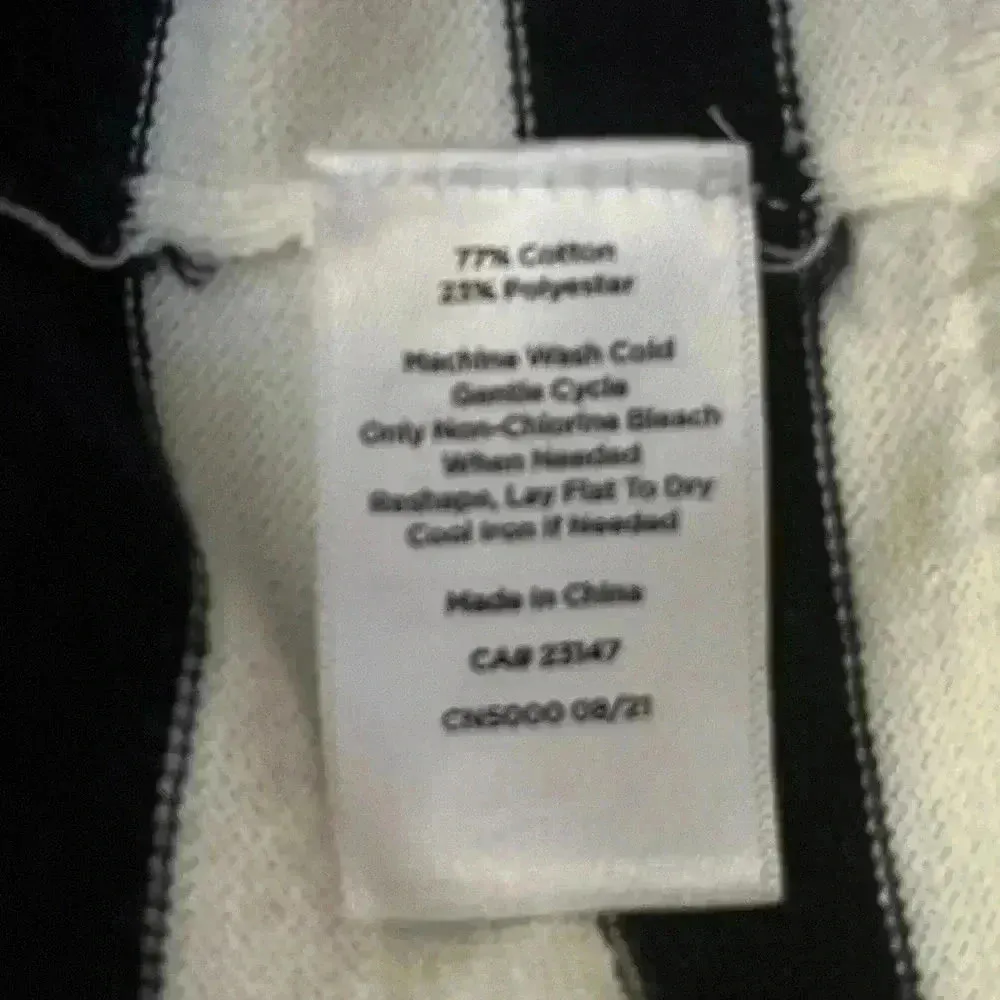 77% Cotton
23% Polyester
Machine Wash Cold
Gentle Cycle
Only Non-Chlorine Bleach
When Needed
Reshape, Lay Flat To Dry
Cool Iron If Needed
Made in China
CA# 23147
CN5000 08/21